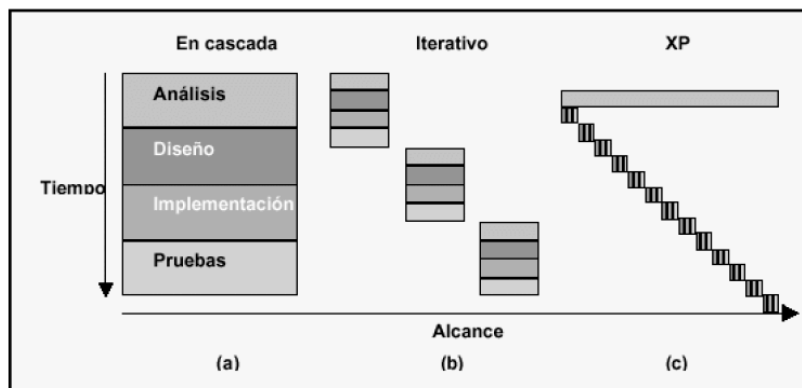 En cascada Iterativo XP
Análisis
Diseño
Tiempo
Implementación
Pruebas
Alcance
(a) (b) (c)